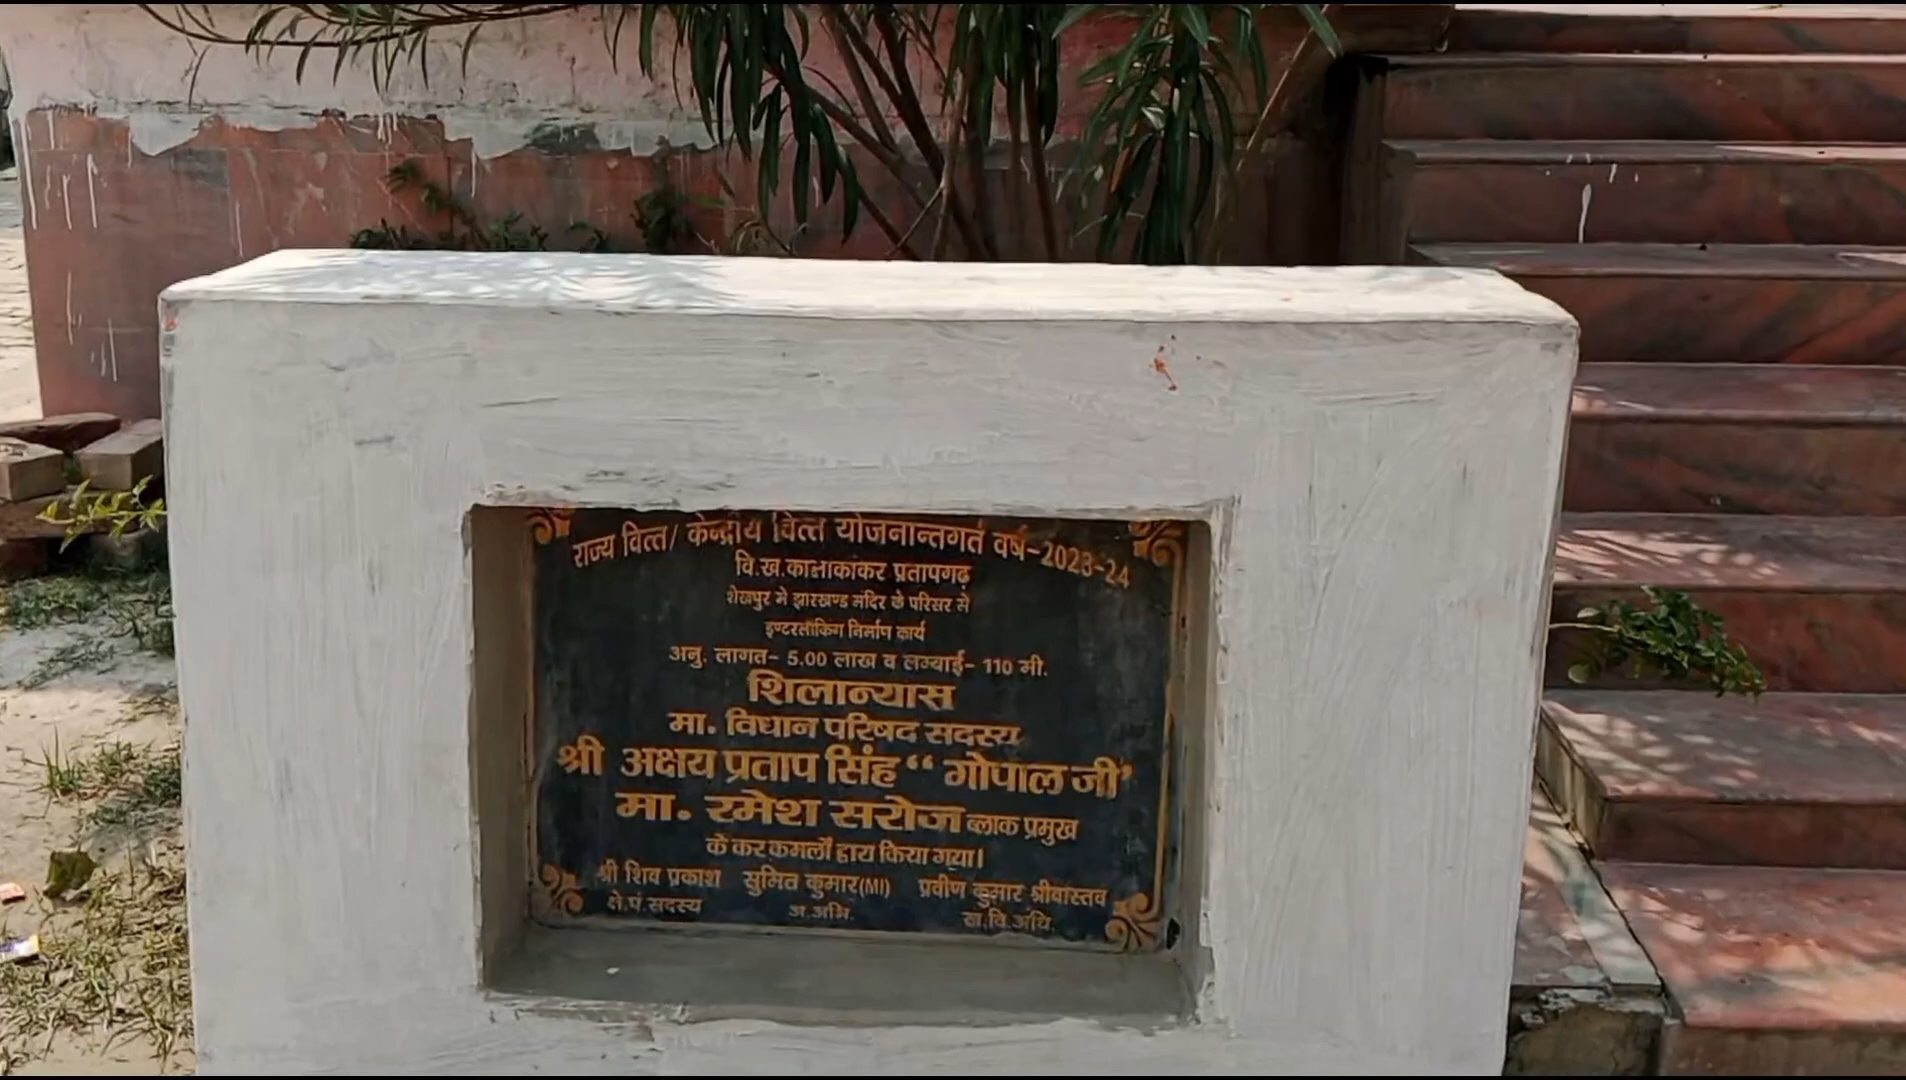 राज्य वित्त/ केन्द्रीय वित्त योजनान्तगर्त वर्ष-2023-24
वि.ख.कालाकांकर प्रतापगढ़
शेखपुर मे झारखण्ड मंदिर के परिसर से
इण्टरलॉकिग निर्माण कार्य
अनु. लागत- 5.00 लाख व लम्बाई- 110 मी.
शिलान्यास
मा. विधान परिषद सदस्य
श्री अक्षय प्रताप सिंह “ गोपाल जी’
मा. रमेश सरोज ब्लाक प्रमुख
के कर कमलों द्वारा किया गया।
श्री शिव प्रकाश सुमित कुमार(MI) प्रवीण कुमार श्रीवास्तव
क्षे.पं.सदस्य अ.अभि. ख.वि.अधि.